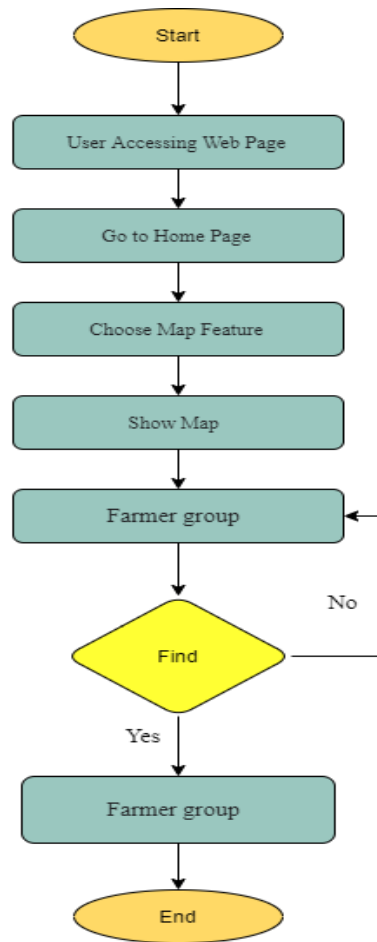 Start
User Accessing Web Page
Go to Home Page
Choose Map Feature
Show Map
Farmer group
No
Find
Yes
Farmer group
End